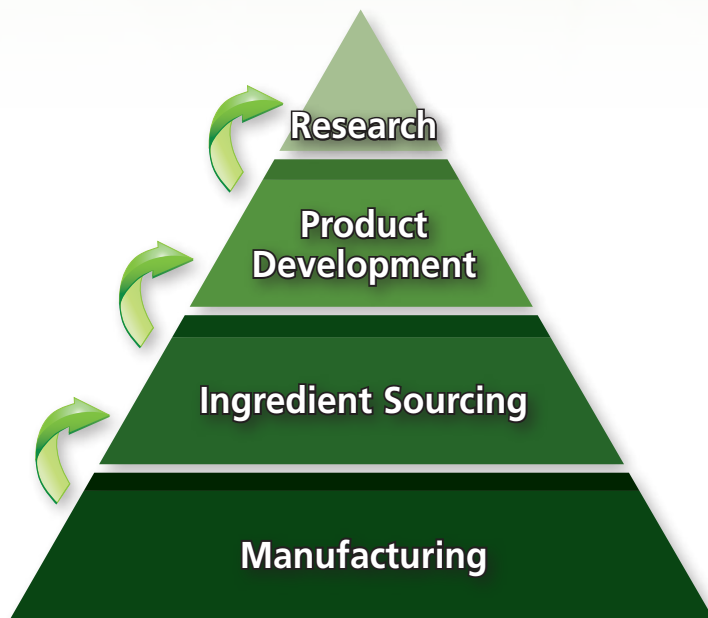 Research
Product
Development
Ingredient Sourcing
Manufacturing